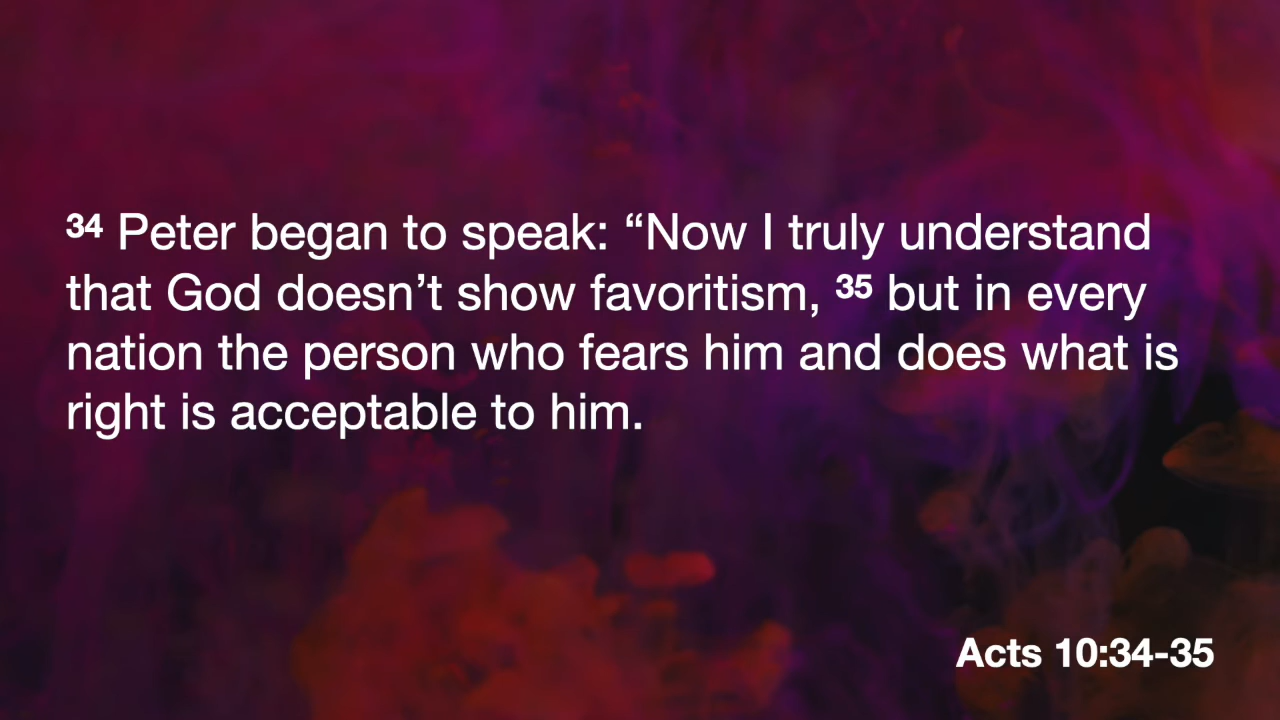 34 Peter began to speak: “Now I truly understand
that God doesn’t show favoritism, 35 but in every
nation the person who fears him and does what is
right is acceptable to him.
Acts 10:34-35